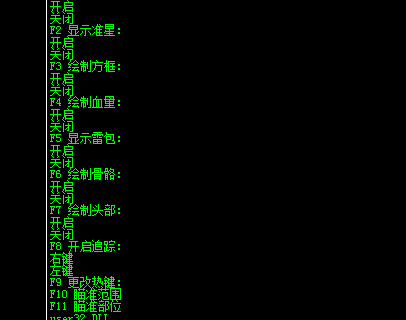 开启
关闭
F2 显示准星:
开启
关闭
F3 绘制方框:
开启
关闭
F4 绘制血量:
开启
关闭
F5 显示雷包:
开启
关闭
F6 绘制骨骼:
开启
关闭
F7 绘制头部:
开启
关闭
F8 开启追踪:
右键
左键
F9 更改热键:
F10 瞄准范围
F11 瞄准部位
user32.DLL